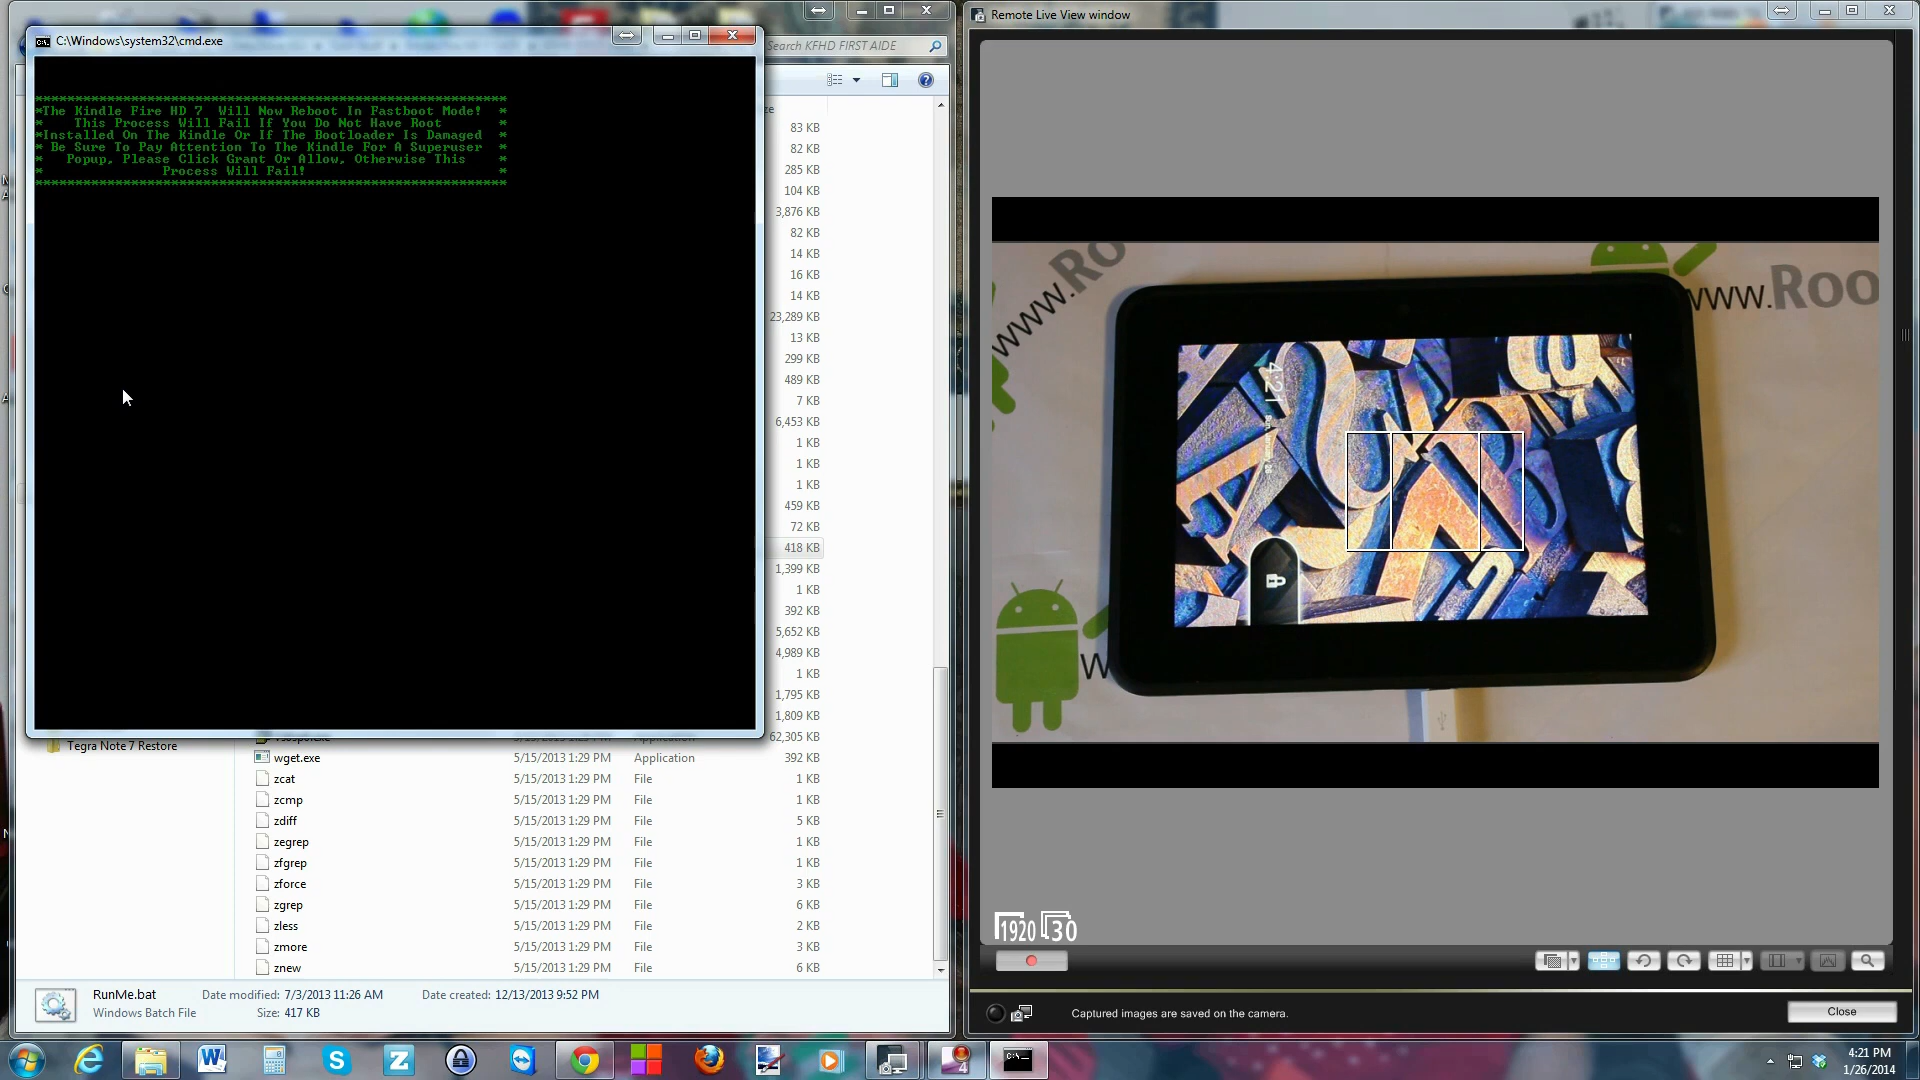 C:\Windows\system32\cmd.exe
Search KFHD FIRST AIDE
Remote Live View window
***********************************************************
*The Kindle Fire HD 7  Will Now Reboot In Fastboot Mode!  *
*    This Process Will Fail If You Do Not Have Root       *
*Installed On The Kindle Or If The Bootloader Is Damaged  *
* Be Sure To Pay Attention To The Kindle For A Superuser  *
*   Popup, Please Click Grant Or Allow, Otherwise This    *
*               Process Will Fail!                        *
***********************************************************
83 KB
82 KB
285 KB
104 KB
3,876 KB
82 KB
14 KB
16 KB
14 KB
23,289 KB
13 KB
299 KB
489 KB
7 KB
6,453 KB
1 KB
1 KB
1 KB
459 KB
72 KB
418 KB
1,399 KB
1 KB
392 KB
5,652 KB
4,989 KB
1 KB
1,795 KB
1,809 KB
62,305 KB
Tegra Note 7 Restore
wget.exe 5/15/2013 1:29 PM Application 392 KB
zcat 5/15/2013 1:29 PM File 1 KB
zcmp 5/15/2013 1:29 PM File 1 KB
zdiff 5/15/2013 1:29 PM File 5 KB
zegrep 5/15/2013 1:29 PM File 1 KB
zfgrep 5/15/2013 1:29 PM File 1 KB
zforce 5/15/2013 1:29 PM File 3 KB
zgrep 5/15/2013 1:29 PM File 6 KB
zless 5/15/2013 1:29 PM File 2 KB
zmore 5/15/2013 1:29 PM File 3 KB
znew 5/15/2013 1:29 PM File 6 KB
RunMe.bat Date modified: 7/3/2013 11:26 AM Date created: 12/13/2013 9:52 PM
Windows Batch File Size: 417 KB
www.Ro
www.Roo
4:21
1920 30
Captured images are saved on the camera.
Close
4:21 PM
1/26/2014